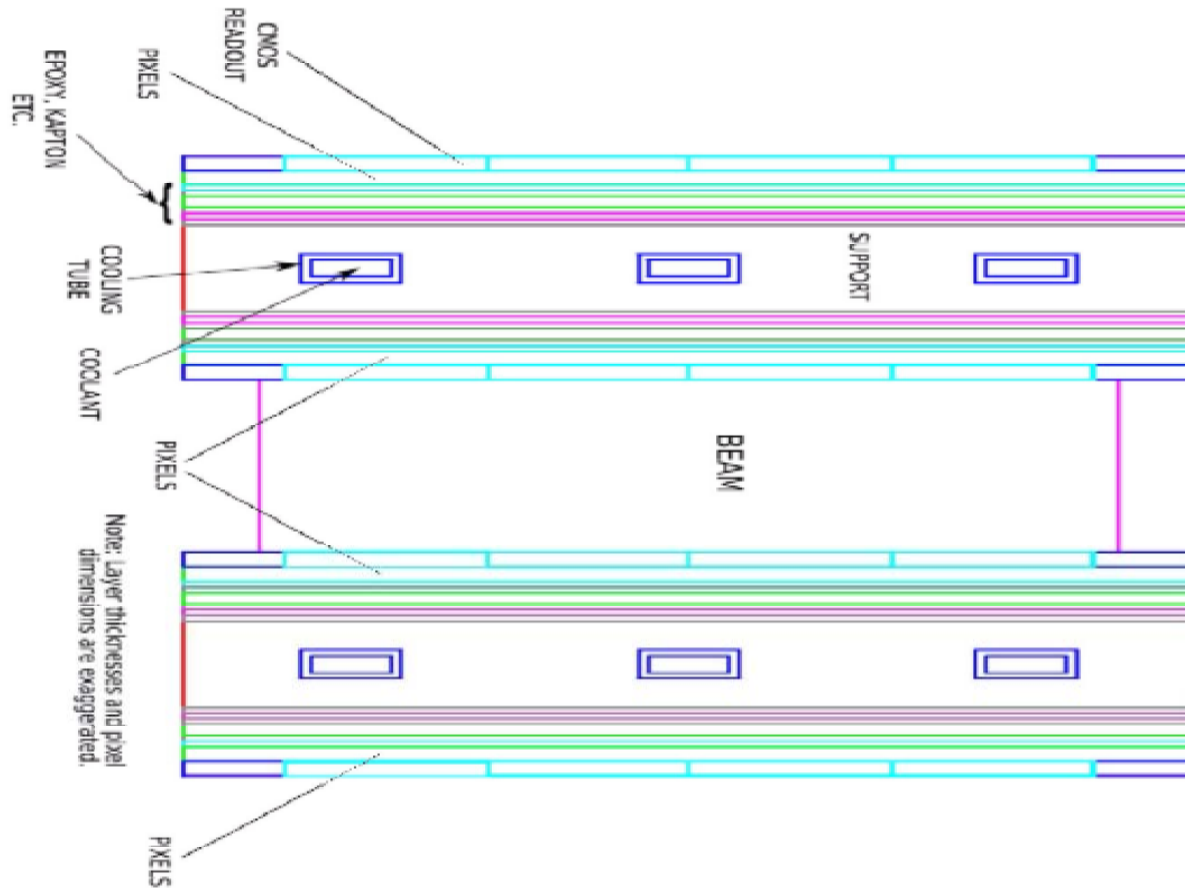 CMOS
READOUT
PIXELS
EPOXY, KAPTON
ETC.
SUPPORT
COOLING
TUBE
COOLANT
BEAM
PIXELS
Note: Layer thicknesses and pixel
dimensions are exaggerated.
PIXELS